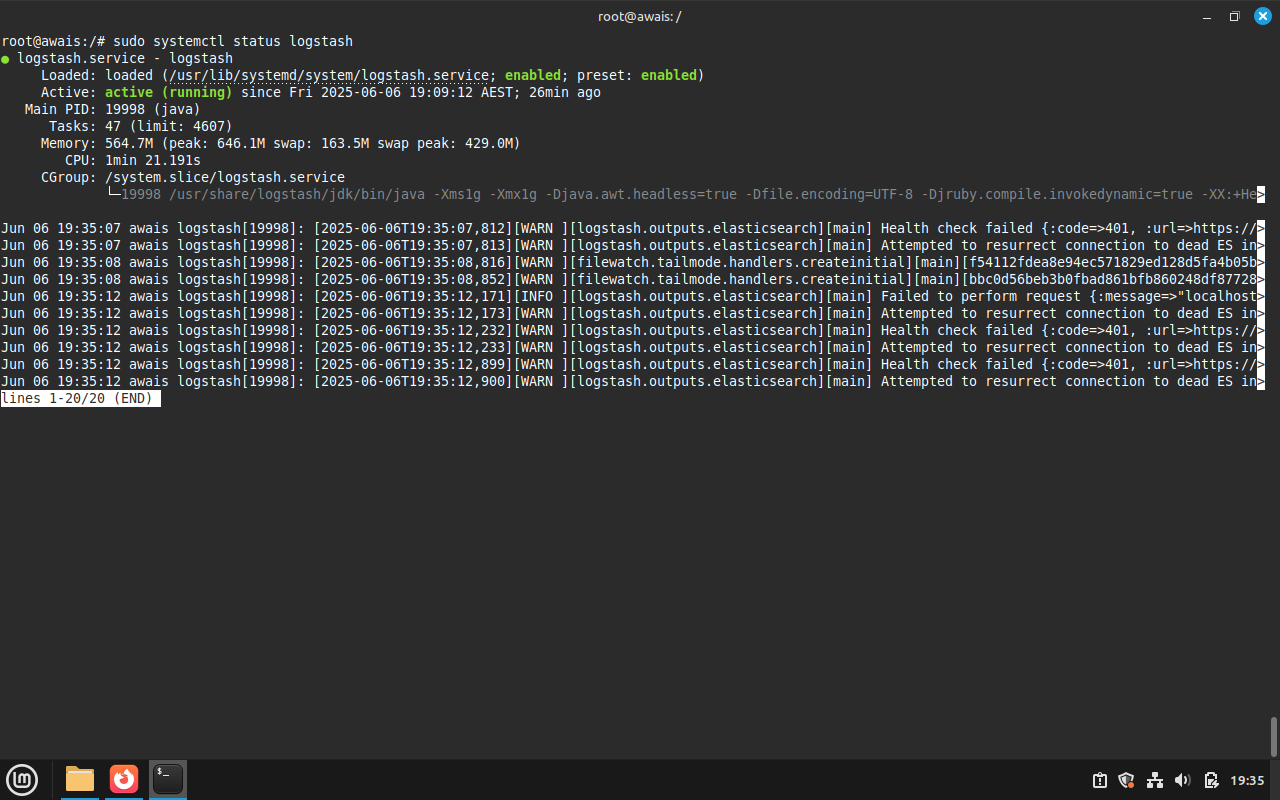 root@awais: /
root@awais:/# sudo systemctl status logstash
● logstash.service - logstash
Loaded: loaded (/usr/lib/systemd/system/logstash.service; enabled; preset: enabled)
Active: active (running) since Fri 2025-06-06 19:09:12 AEST; 26min ago
Main PID: 19998 (java)
Tasks: 47 (limit: 4607)
Memory: 564.7M (peak: 646.1M swap: 163.5M swap peak: 429.0M)
CPU: 1min 21.191s
CGroup: /system.slice/logstash.service
└─19998 /usr/share/logstash/jdk/bin/java -Xms1g -Xmx1g -Djava.awt.headless=true -Dfile.encoding=UTF-8 -Djruby.compile.invokedynamic=true -XX:+He>
Jun 06 19:35:07 awais logstash[19998]: [2025-06-06T19:35:07,812][WARN ][logstash.outputs.elasticsearch][main] Health check failed {:code=>401, :url=>https://>
Jun 06 19:35:07 awais logstash[19998]: [2025-06-06T19:35:07,813][WARN ][logstash.outputs.elasticsearch][main] Attempted to resurrect connection to dead ES in>
Jun 06 19:35:08 awais logstash[19998]: [2025-06-06T19:35:08,816][WARN ][filewatch.tailmode.handlers.createinitial][main][f54112fdea8e94ec571829ed128d5fa4b05b>
Jun 06 19:35:08 awais logstash[19998]: [2025-06-06T19:35:08,852][WARN ][filewatch.tailmode.handlers.createinitial][main][bbc0d56beb3b0fbad861bfb860248df87728>
Jun 06 19:35:12 awais logstash[19998]: [2025-06-06T19:35:12,171][INFO ][logstash.outputs.elasticsearch][main] Failed to perform request {:message=>"localhost>
Jun 06 19:35:12 awais logstash[19998]: [2025-06-06T19:35:12,173][WARN ][logstash.outputs.elasticsearch][main] Attempted to resurrect connection to dead ES in>
Jun 06 19:35:12 awais logstash[19998]: [2025-06-06T19:35:12,232][WARN ][logstash.outputs.elasticsearch][main] Health check failed {:code=>401, :url=>https://>
Jun 06 19:35:12 awais logstash[19998]: [2025-06-06T19:35:12,233][WARN ][logstash.outputs.elasticsearch][main] Attempted to resurrect connection to dead ES in>
Jun 06 19:35:12 awais logstash[19998]: [2025-06-06T19:35:12,899][WARN ][logstash.outputs.elasticsearch][main] Health check failed {:code=>401, :url=>https://>
Jun 06 19:35:12 awais logstash[19998]: [2025-06-06T19:35:12,900][WARN ][logstash.outputs.elasticsearch][main] Attempted to resurrect connection to dead ES in>
lines 1-20/20 (END)
19:35